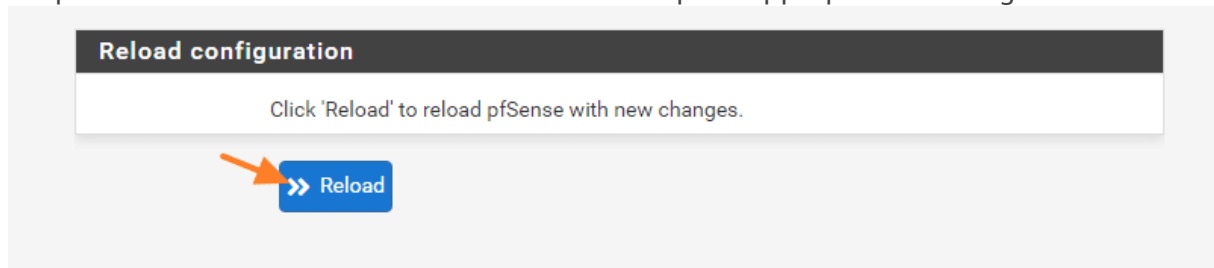 Reload configuration
Click 'Reload' to reload pfSense with new changes.
Reload